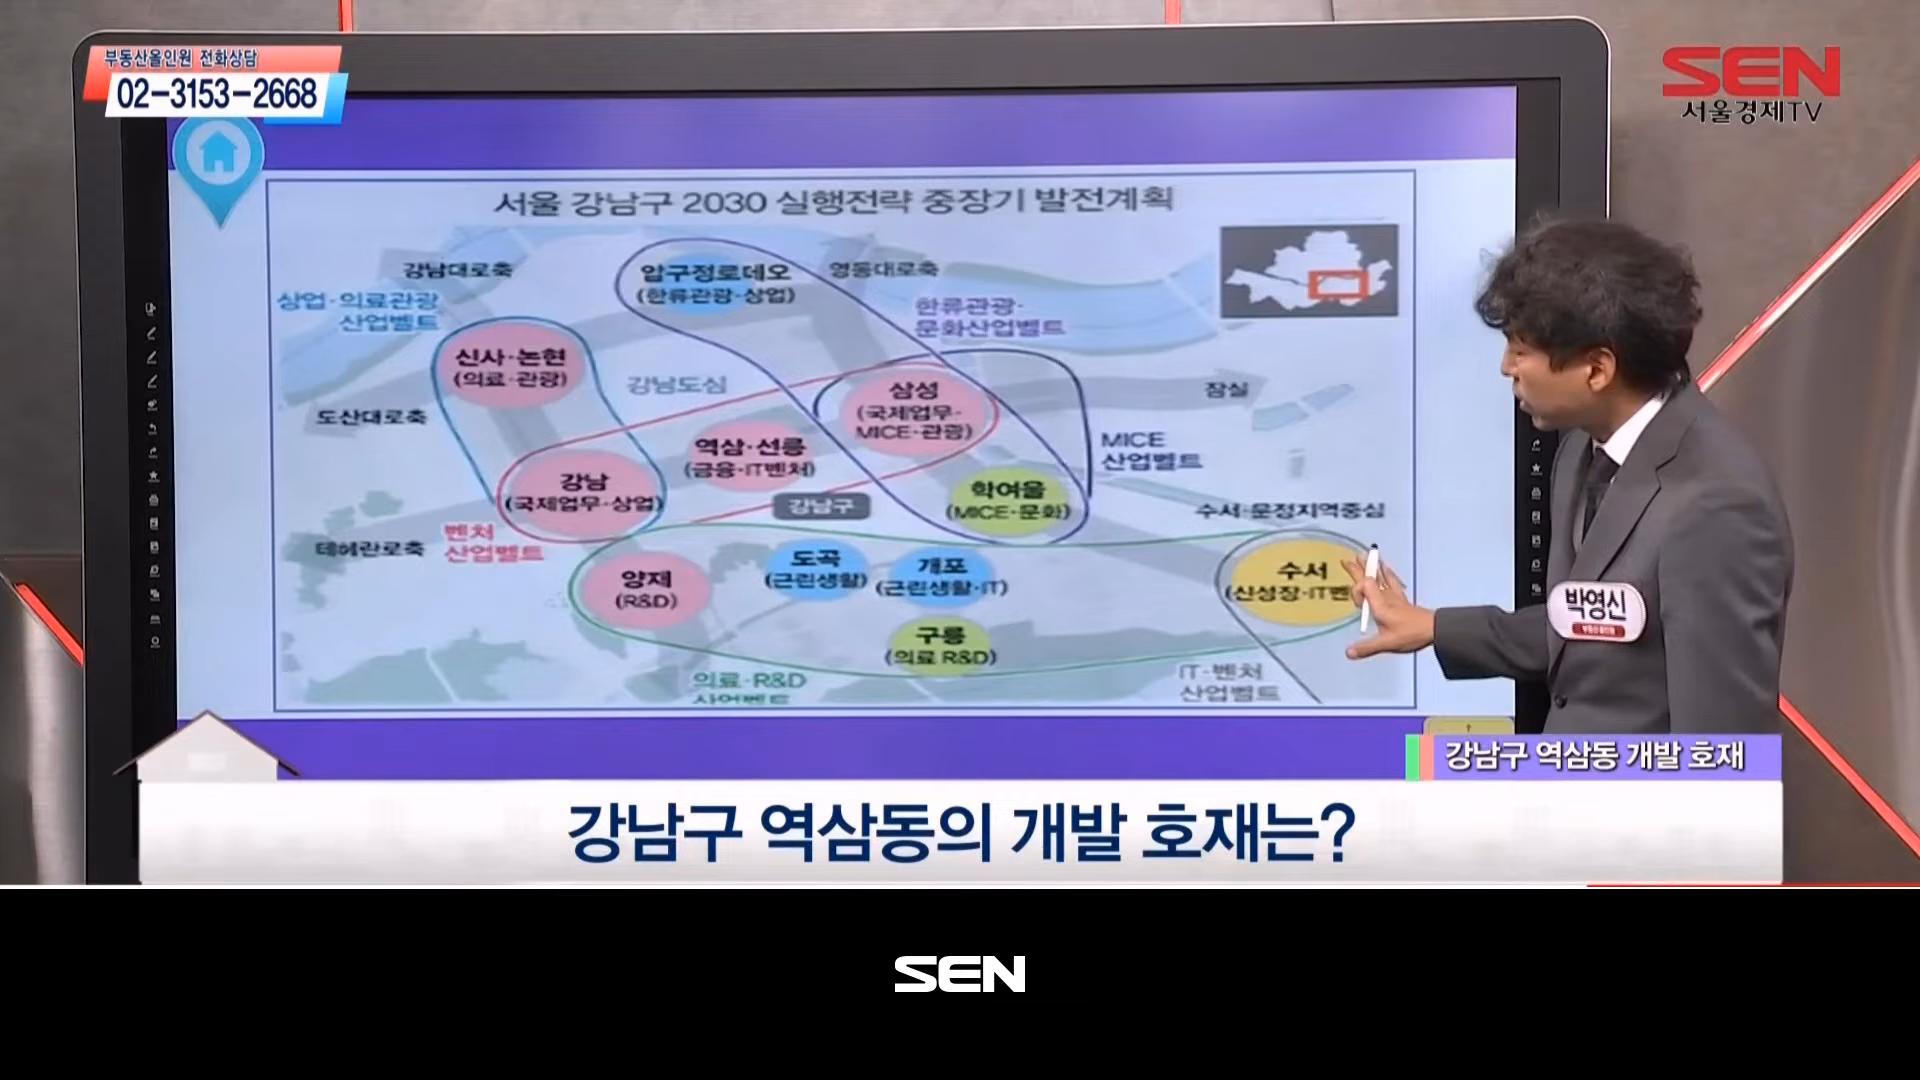 부동산올인원 전화상담
02-3153-2668
SEN
서울경제TV
서울 강남구 2030 실행전략 중장기 발전계획
강남대로축
압구정로데오
(한류관광·상업)
영동대로축
상업·의료관광
산업벨트
한류관광·
문화산업벨트
신사·논현
(의료·관광)
강남도심
삼성
(국제업무·
MICE·관광)
잠실
도산대로축
역삼·선릉
(금융·IT벤처)
MICE
산업벨트
강남
(국제업무·상업)
학여울
(MICE·문화)
강남구
수서·문정지역중심
벤처
산업벨트
테헤란로축
양재
(R&D)
도곡
(근린생활)
개포
(근린생활·IT)
수서
(신성장·IT벤
구룡
(의료 R&D)
의료·R&D
산업벨트
IT·벤처
산업벨트
박영신
강남구 역삼동 개발 호재
강남구 역삼동의 개발 호재는?
SEN